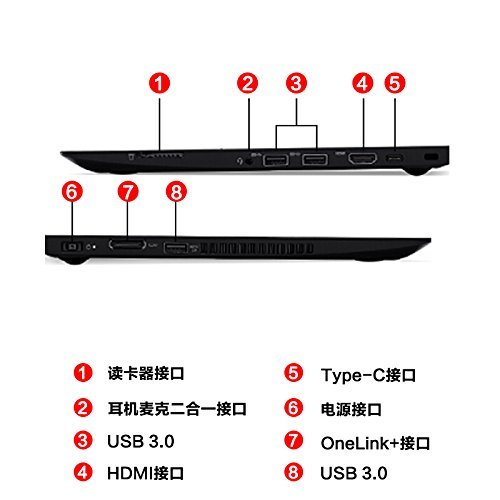 1 2 3 4 5
6 7 8
1 读卡器接口
2 耳机麦克二合一接口
3 USB 3.0
4 HDMI接口
5 Type-C接口
6 电源接口
7 OneLink+接口
8 USB 3.0